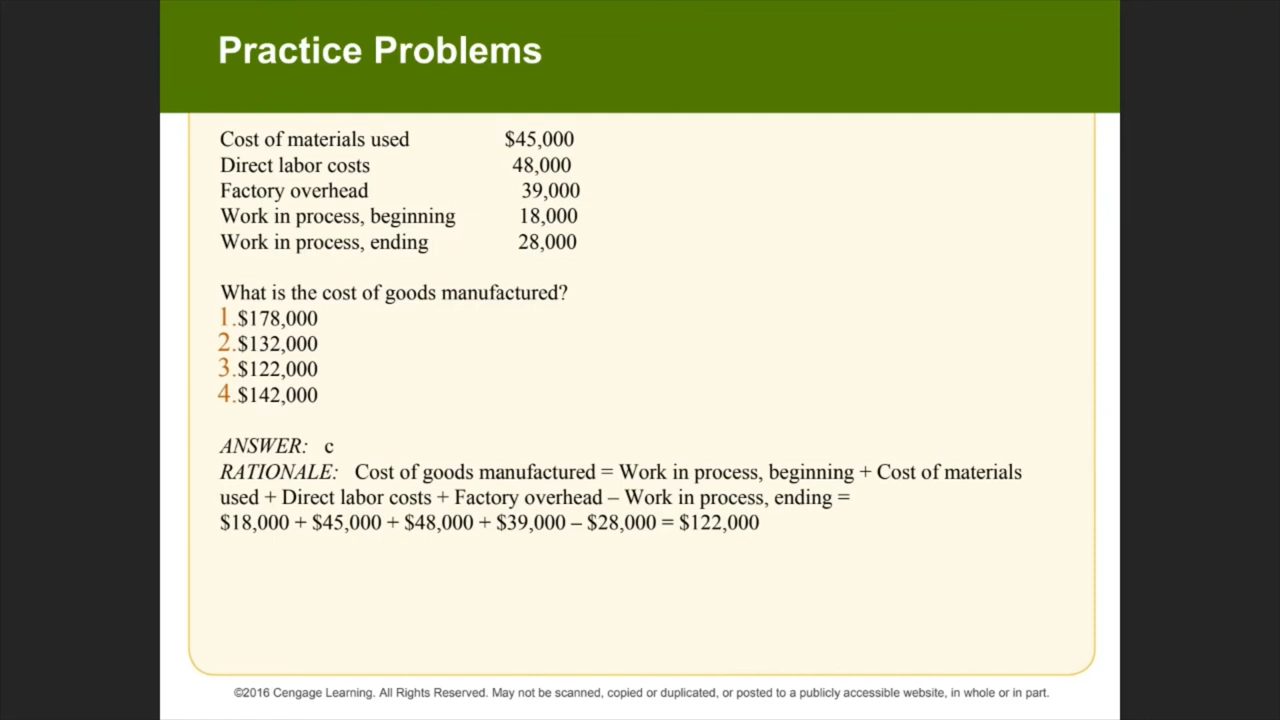 Practice Problems
Cost of materials used $45,000
Direct labor costs 48,000
Factory overhead 39,000
Work in process, beginning 18,000
Work in process, ending 28,000
What is the cost of goods manufactured?
1.$178,000
2.$132,000
3.$122,000
4.$142,000
ANSWER: c
RATIONALE: Cost of goods manufactured = Work in process, beginning + Cost of materials
used + Direct labor costs + Factory overhead – Work in process, ending =
$18,000 + $45,000 + $48,000 + $39,000 – $28,000 = $122,000
©2016 Cengage Learning. All Rights Reserved. May not be scanned, copied or duplicated, or posted to a publicly accessible website, in whole or in part.